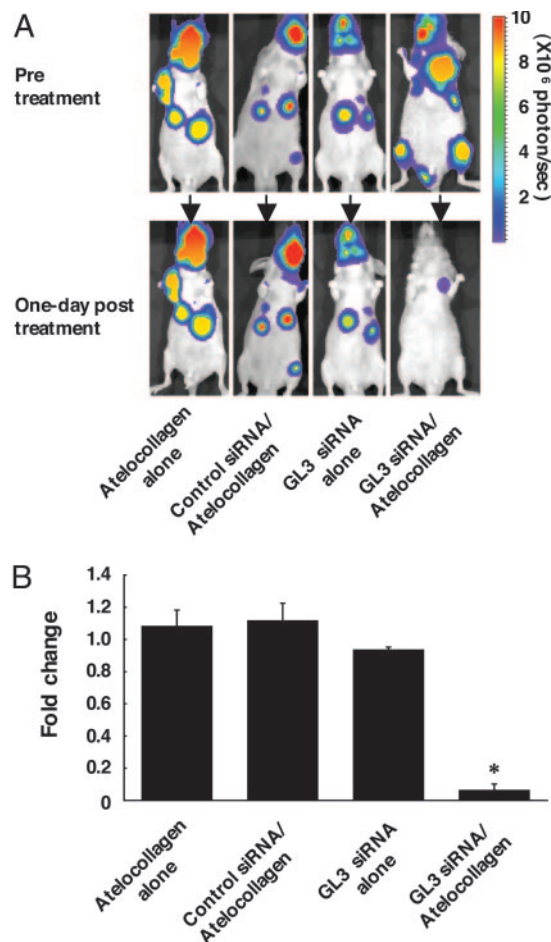 A
Pre
treatment
One-day post
treatment
10
8
6
4
2
(X10 6 photon/sec)
Atelocollagen
alone
Control siRNA/
Atelocollagen
GL3 siRNA
alone
GL3 siRNA/
Atelocollagen
B
Fold change
1.4
1.2
1.0
0.8
0.6
0.4
0.2
0
*
Atelocollagen
alone
Control siRNA/
Atelocollagen
GL3 siRNA
alone
GL3 siRNA/
Atelocollagen